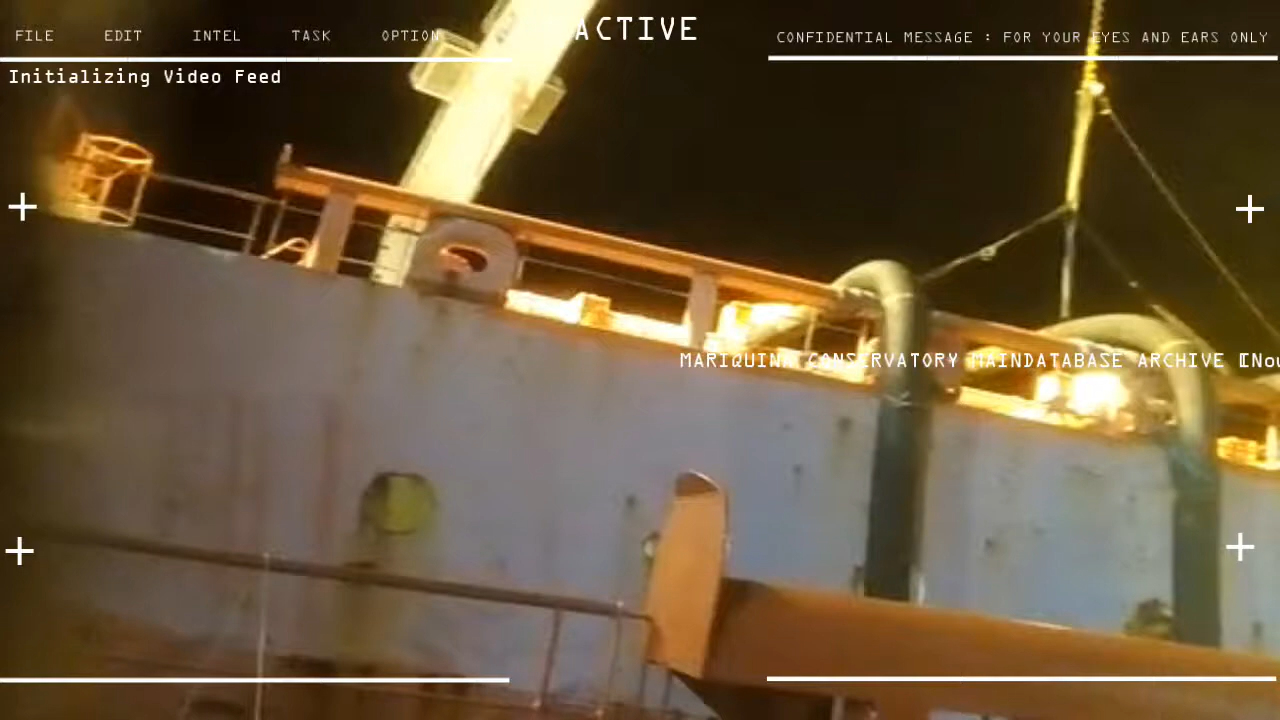 FILE EDIT INTEL TASK OPTION
ACTIVE
CONFIDENTIAL MESSAGE : FOR YOUR EYES AND EARS ONLY
Initializing Video Feed
MARIQUINA CONSERVATORY MAINDATABASE ARCHIVE [Nou